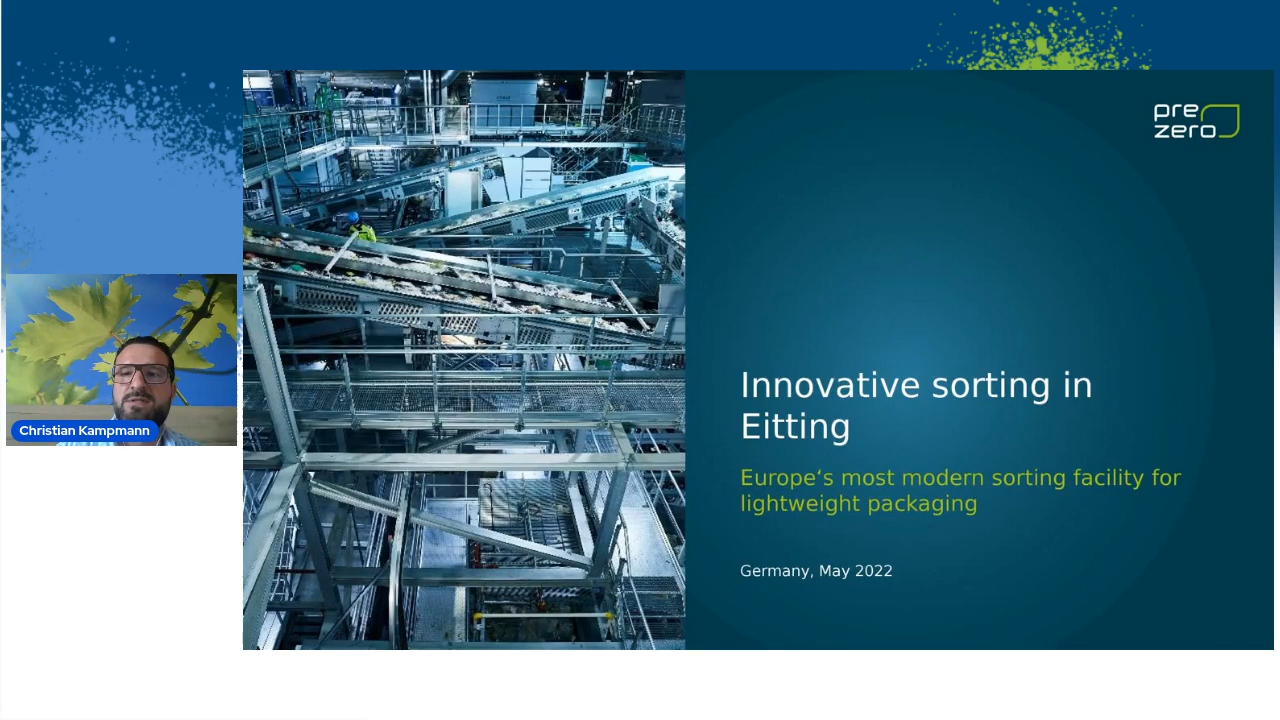 pre
zero
Innovative sorting in
Eitting
Europe‘s most modern sorting facility for
lightweight packaging
Germany, May 2022
Christian Kampmann